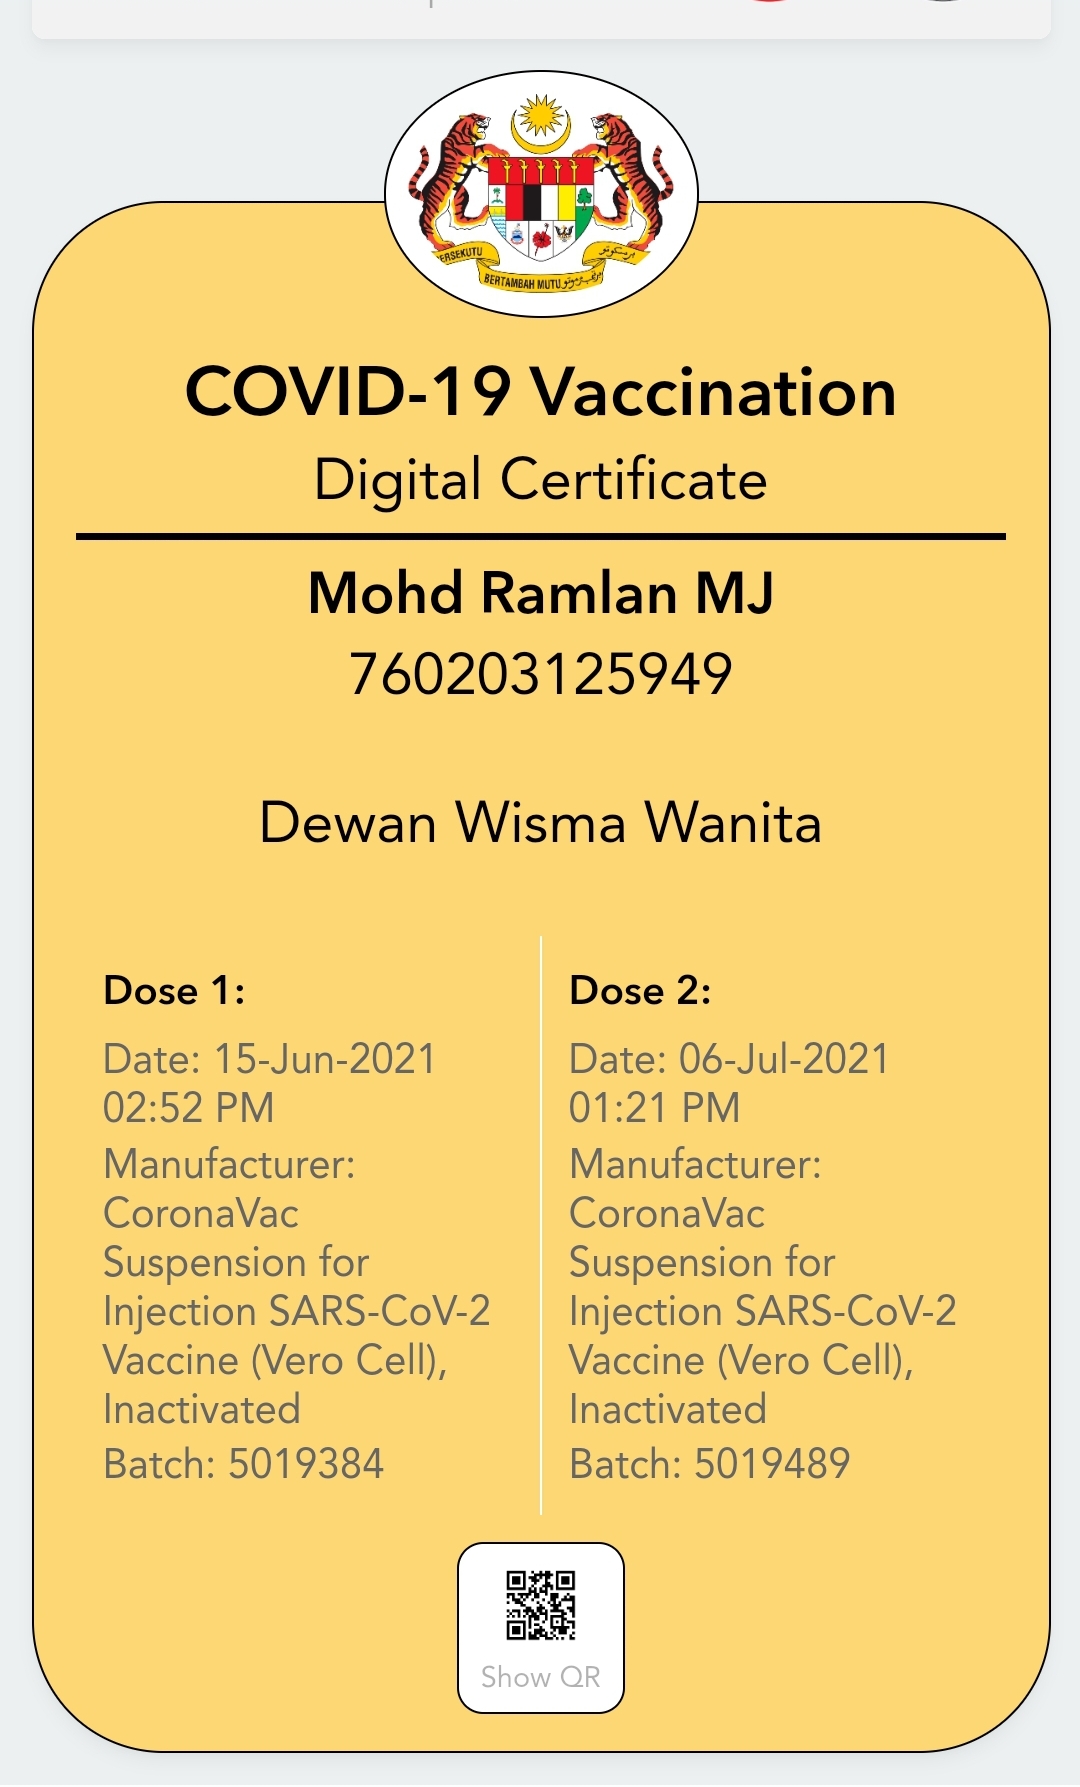 ERSEKUTU
برسكوتو
BERTAMBAH MUTU
COVID-19 Vaccination
Digital Certificate
Mohd Ramlan MJ
760203125949
Dewan Wisma Wanita
Dose 1:
Date: 15-Jun-2021
02:52 PM
Manufacturer:
CoronaVac
Suspension for
Injection SARS-CoV-2
Vaccine (Vero Cell),
Inactivated
Batch: 5019384
Dose 2:
Date: 06-Jul-2021
01:21 PM
Manufacturer:
CoronaVac
Suspension for
Injection SARS-CoV-2
Vaccine (Vero Cell),
Inactivated
Batch: 5019489
Show QR